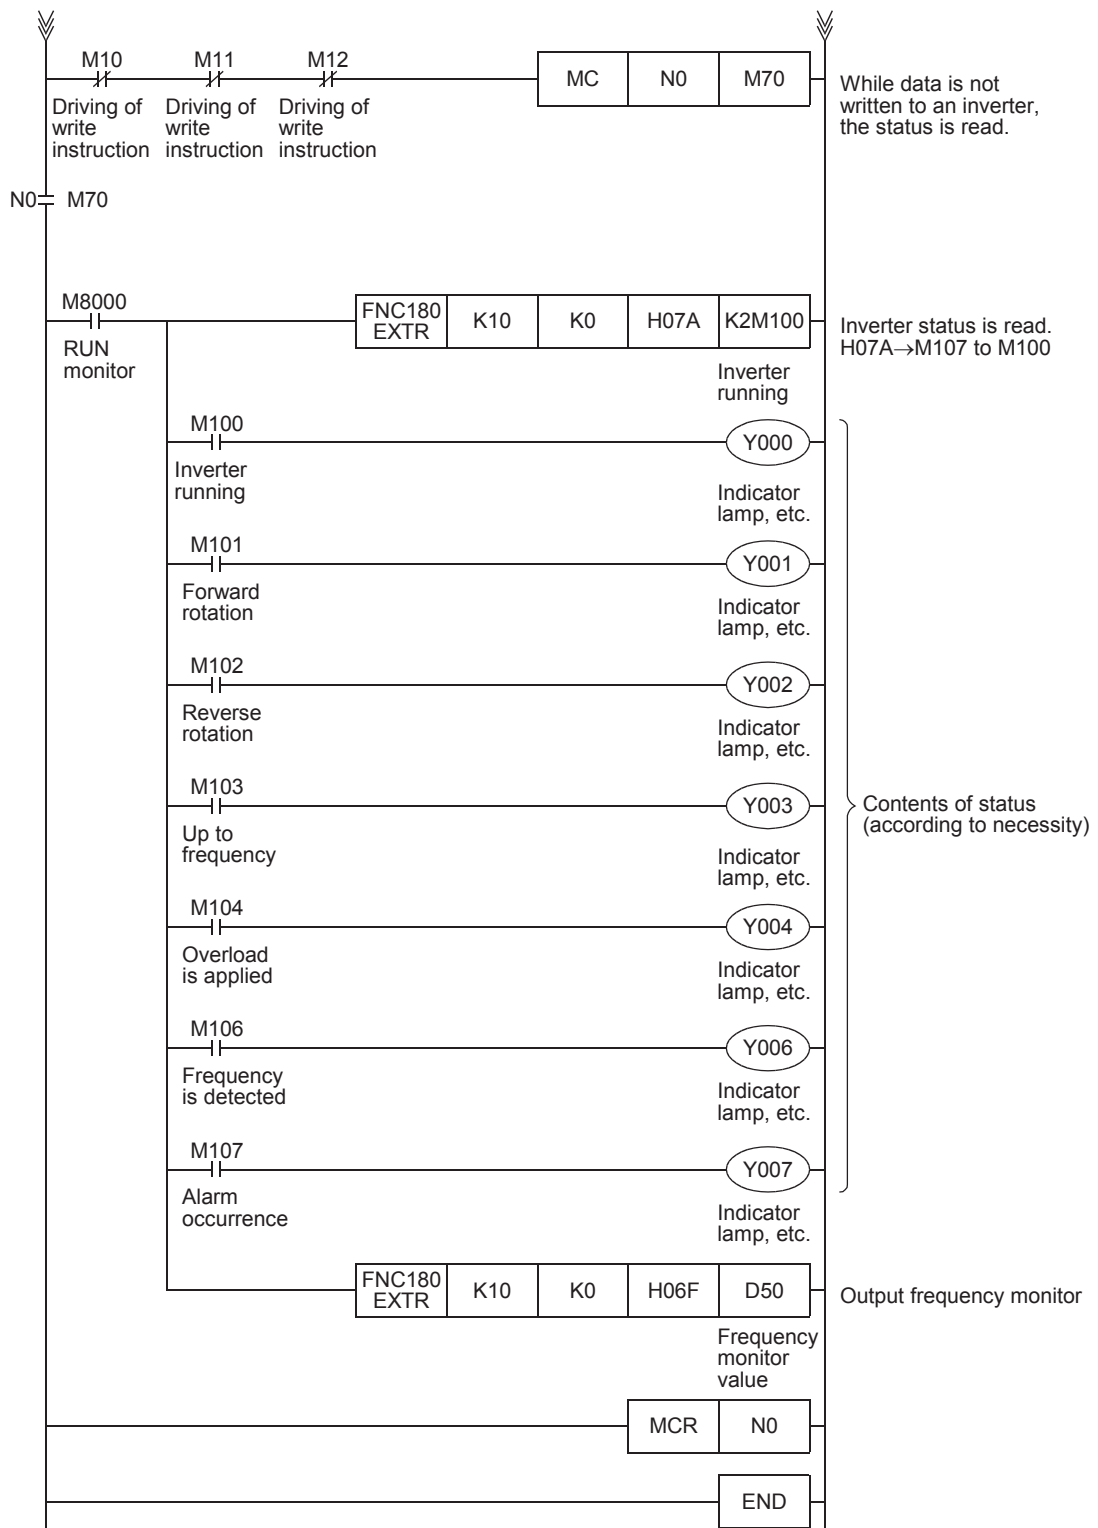 M10 M11 M12
MC N0 M70
Driving of write instruction
Driving of write instruction
Driving of write instruction
While data is not
written to an inverter,
the status is read.
N0 M70
M8000
RUN
monitor
FNC180
EXTR K10 K0 H07A K2M100
Inverter status is read.
H07A→M107 to M100
Inverter
running
M100
Inverter
running
Y000
Indicator
lamp, etc.
M101
Forward
rotation
Y001
Indicator
lamp, etc.
M102
Reverse
rotation
Y002
Indicator
lamp, etc.
M103
Up to
frequency
Y003
Indicator
lamp, etc.
Contents of status
(according to necessity)
M104
Overload
is applied
Y004
Indicator
lamp, etc.
M106
Frequency
is detected
Y006
Indicator
lamp, etc.
M107
Alarm
occurrence
Y007
Indicator
lamp, etc.
FNC180
EXTR K10 K0 H06F D50
Output frequency monitor
Frequency
monitor
value
MCR N0
END